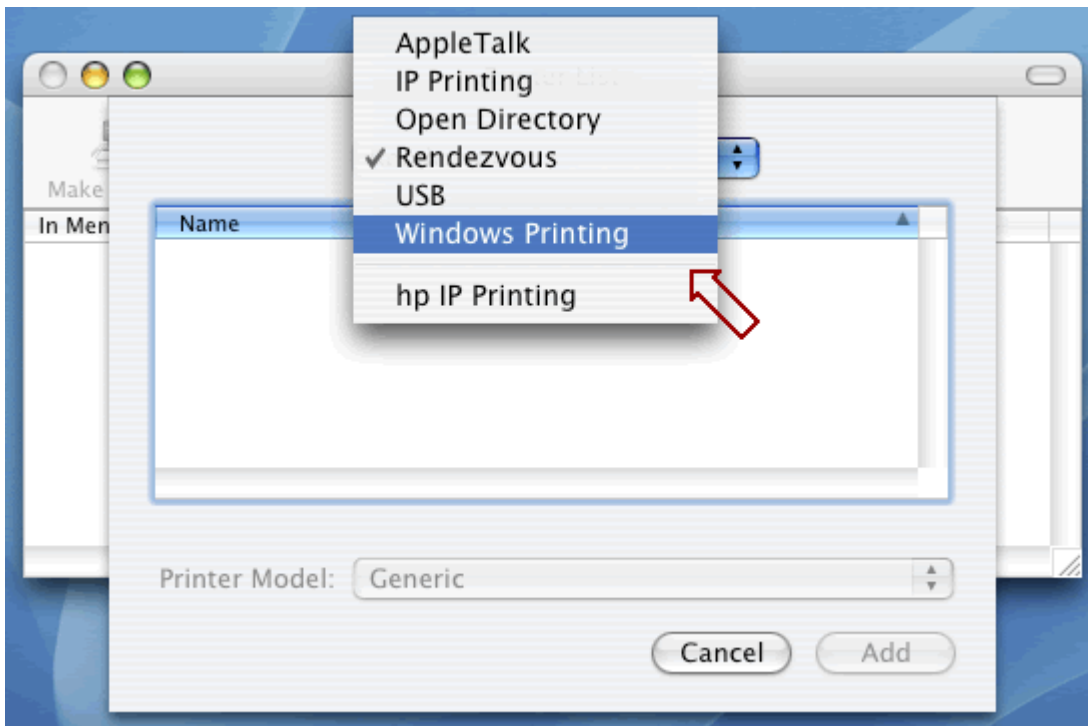 AppleTalk
IP Printing
Open Directory
Rendezvous
USB
Windows Printing
hp IP Printing
Make
In Men
Name
Printer Model: Generic
Cancel Add